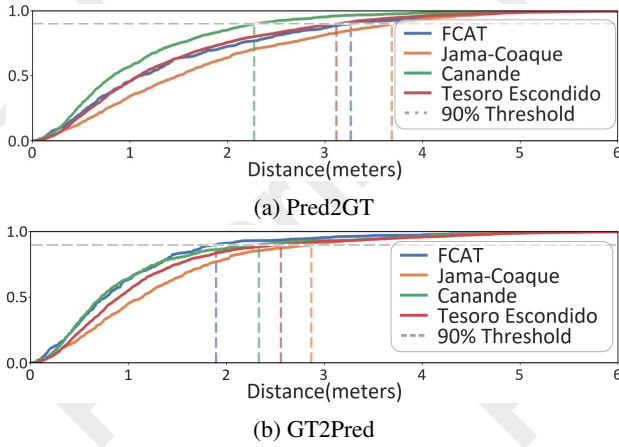 1.0
0.5
0.0
0 1 2 3 4 5 6
FCAT
Jama-Coaque
Canande
Tesoro Escondido
90% Threshold
Distance(meters)
(a) Pred2GT
1.0
0.5
0.0
0 1 2 3 4 5 6
FCAT
Jama-Coaque
Canande
Tesoro Escondido
90% Threshold
Distance(meters)
(b) GT2Pred